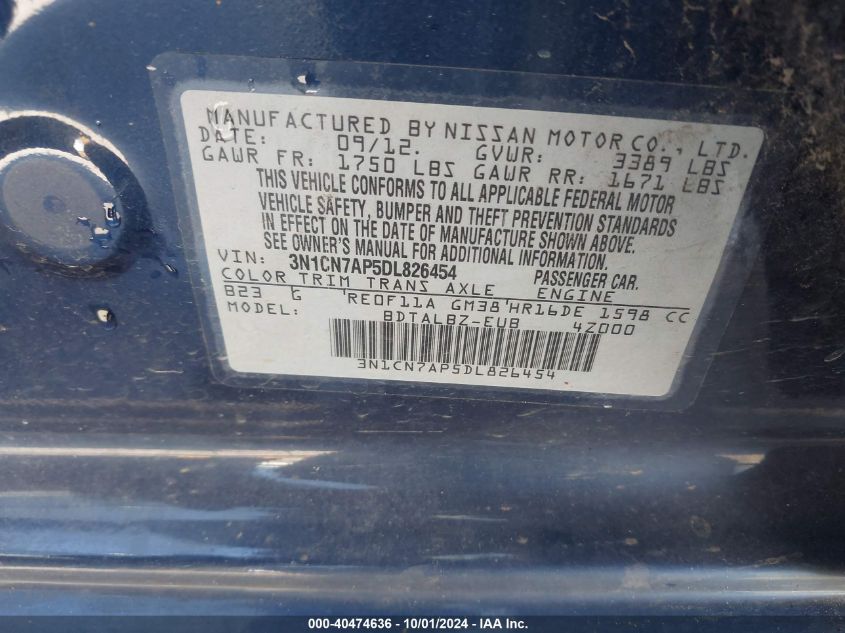 MANUFACTURED BY NISSAN MOTOR CO., LTD.
DATE: 09/12. GVWR: 3389 LBS
GAWR FR: 1750 LBS GAWR RR: 1671 LBS
THIS VEHICLE CONFORMS TO ALL APPLICABLE FEDERAL MOTOR
VEHICLE SAFETY, BUMPER AND THEFT PREVENTION STANDARDS
IN EFFECT ON THE DATE OF MANUFACTURE SHOWN ABOVE.
SEE OWNER'S MANUAL FOR ADDITIONAL INFORMATION.
VIN: 3N1CN7AP5DL826454 PASSENGER CAR.
COLOR TRIM TRANS AXLE ENGINE
B23 G 'RE0F11A GM38'HR16DE 1598 CC
MODEL: BDTALBZ-EUB 4Z000
3N1CN7AP5DL826454
000-40474636 - 10/01/2024 - IAA Inc.